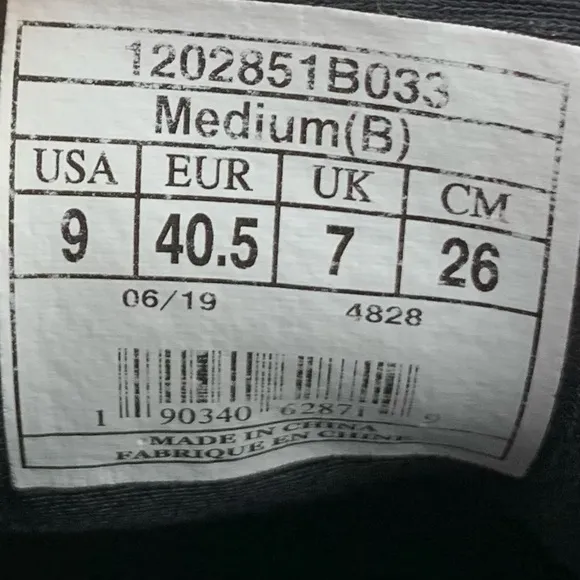 1202851B033
Medium(B)
USA EUR UK CM
9 40.5 7 26
06/19 4828
1 90340 6287 9
MADE IN CHINA
FABRIQUE EN CHINE